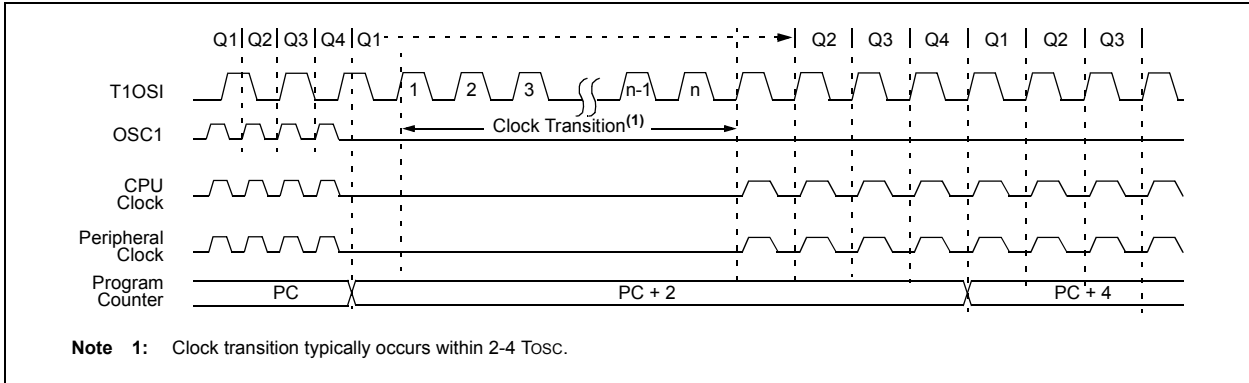 Q1 Q2 Q3 Q4 Q1 Q2 Q3 Q4 Q1 Q2 Q3
T1OSI 1 2 3 n-1 n
Clock Transition(1)
OSC1
CPU
Clock
Peripheral
Clock
Program
Counter
PC PC + 2 PC + 4
Note 1: Clock transition typically occurs within 2-4 TOSC.